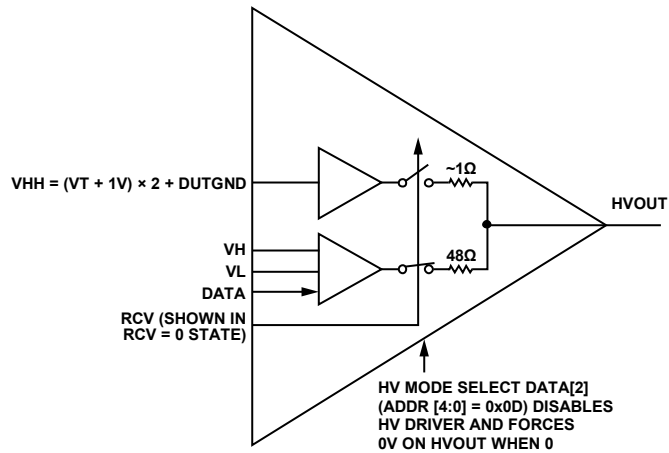 ~1Ω
VHH = (VT + 1V) × 2 + DUTGND
HVOUT
VH
48Ω
VL
DATA
RCV (SHOWN IN
RCV = 0 STATE)
HV MODE SELECT DATA[2]
(ADDR [4:0] = 0x0D) DISABLES
HV DRIVER AND FORCES
0V ON HVOUT WHEN 0